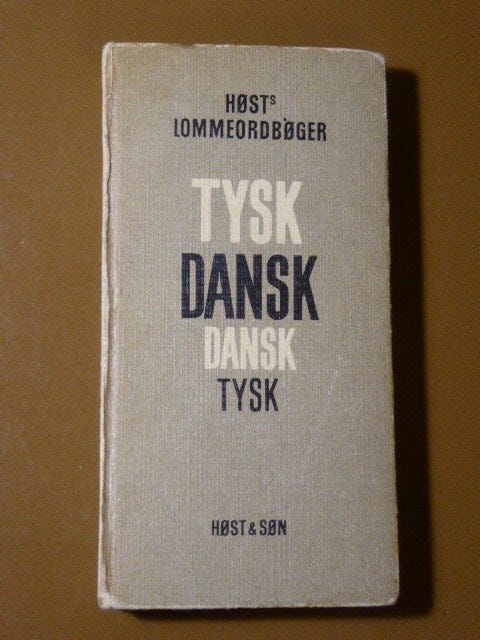 HØSTs
LOMMEORDBØGER
TYSK
DANSK
DANSK
TYSK
HØST & SØN